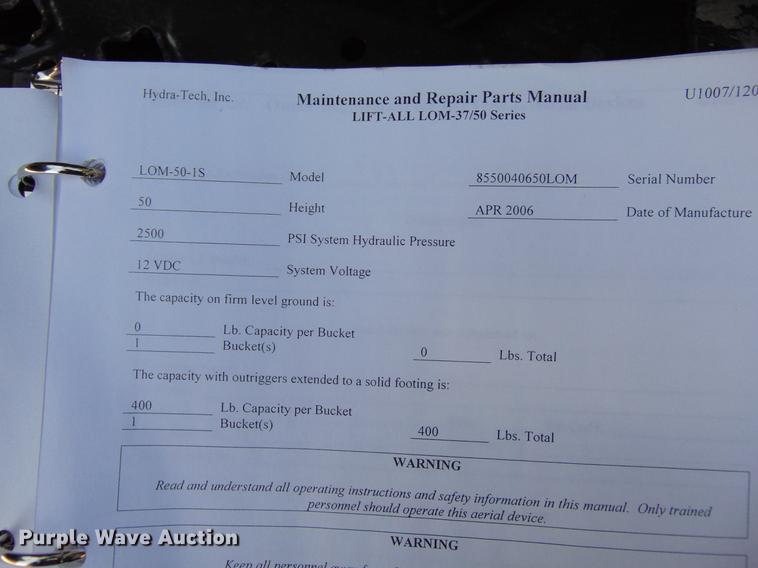 Hydra-Tech, Inc. Maintenance and Repair Parts Manual U1007/120
LIFT-ALL LOM-37/50 Series
LOM-50-1S Model 8550040650LOM Serial Number
50 Height APR 2006 Date of Manufacture
2500 PSI System Hydraulic Pressure
12 VDC System Voltage
The capacity on firm level ground is:
0 Lb. Capacity per Bucket
1 Bucket(s) 0 Lbs. Total
The capacity with outriggers extended to a solid footing is:
400 Lb. Capacity per Bucket
1 Bucket(s) 400 Lbs. Total
WARNING
Read and understand all operating instructions and safety information in this manual. Only trained
personnel should operate this aerial device.
WARNING
Keep all personnel away
Purple Wave Auction